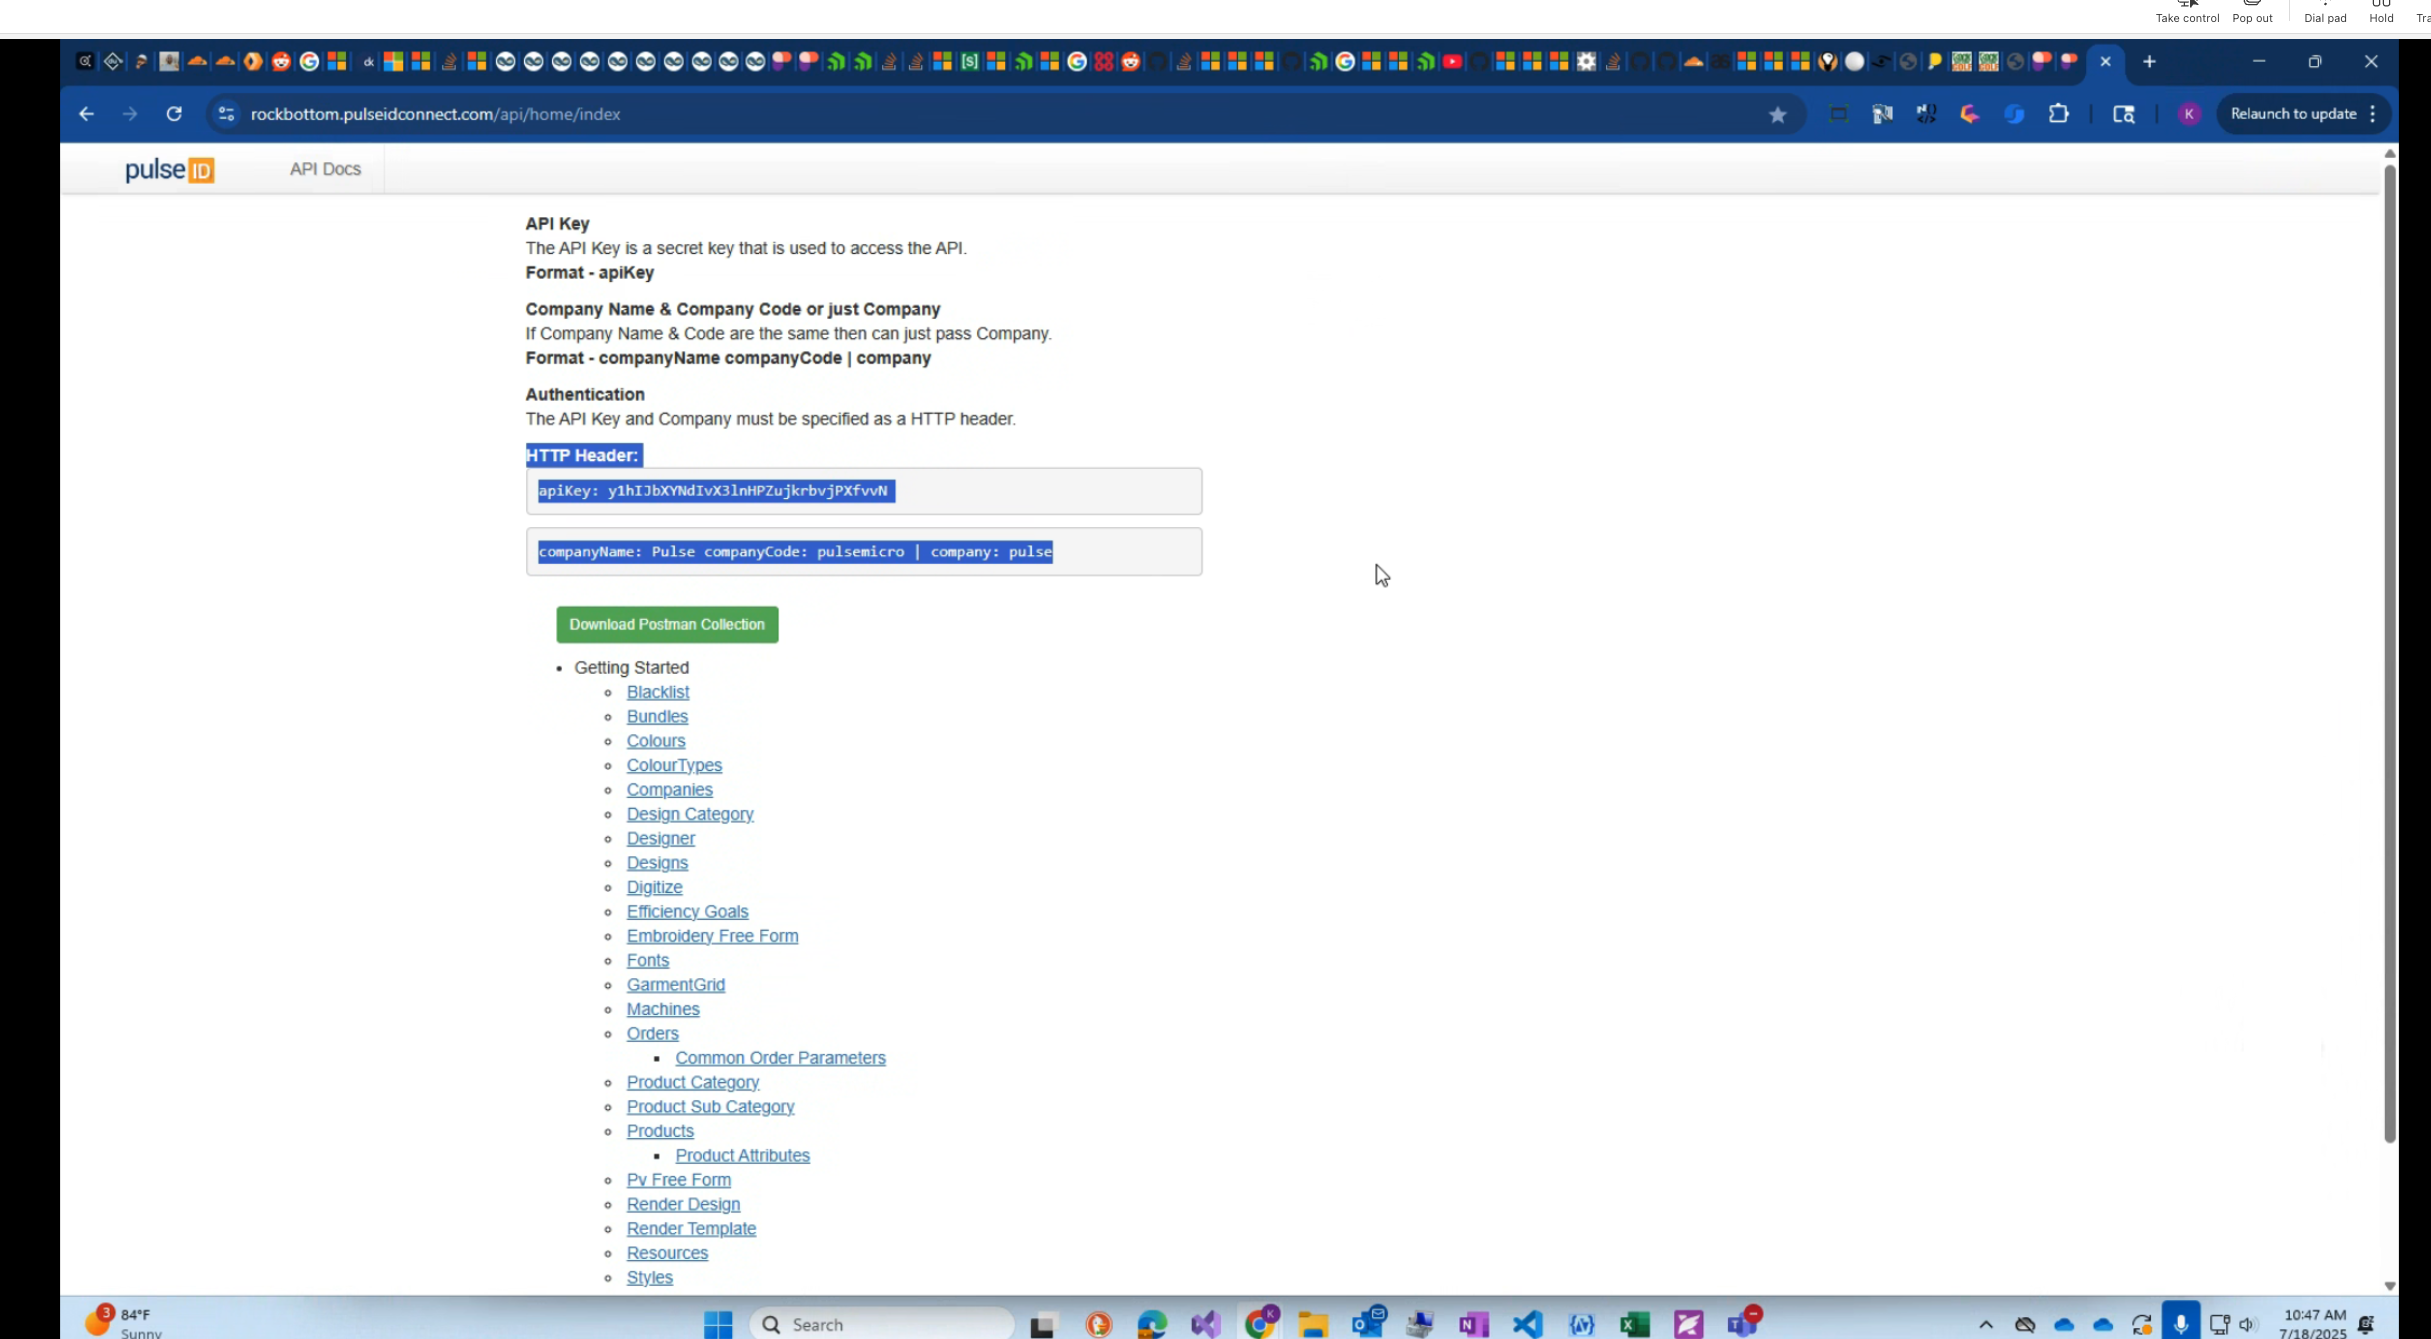 Take control Pop out Dial pad Hold
rockbottom.pulseidconnect.com/api/home/index
K
Relaunch to update
pulse ID
API Docs
API Key
The API Key is a secret key that is used to access the API.
Format - apiKey
Company Name & Company Code or just Company
If Company Name & Code are the same then can just pass Company.
Format - companyName companyCode | company
Authentication
The API Key and Company must be specified as a HTTP header.
HTTP Header:
apiKey: y1hIJbXYNdIvX3lnHPZujkrbvjPXfvvN
companyName: Pulse companyCode: pulsemicro | company: pulse
Download Postman Collection
Getting Started
Blacklist
Bundles
Colours
ColourTypes
Companies
Design Category
Designer
Designs
Digitize
Efficiency Goals
Embroidery Free Form
Fonts
GarmentGrid
Machines
Orders
Common Order Parameters
Product Category
Product Sub Category
Products
Product Attributes
Pv Free Form
Render Design
Render Template
Resources
Styles
3
84°F
Sunny
Search
10:47 AM
7/18/2025